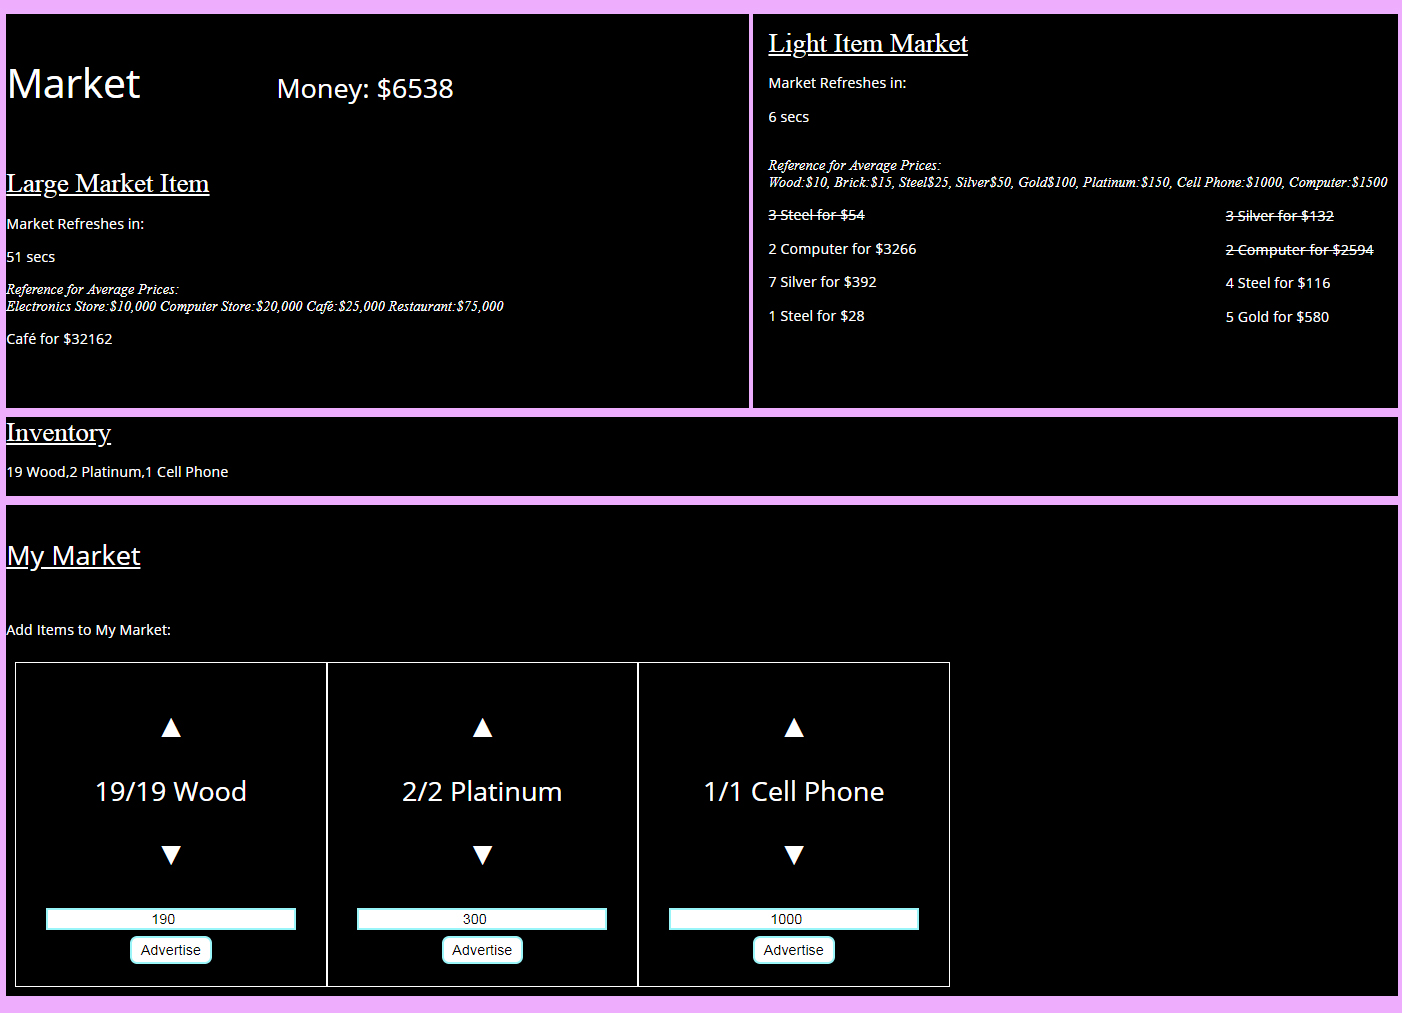 Market
Money: $6538
Large Market Item
Market Refreshes in:
51 secs
Reference for Average Prices:
Electronics Store:$10,000 Computer Store:$20,000 Café:$25,000 Restaurant:$75,000
Café for $32162
Light Item Market
Market Refreshes in:
6 secs
Reference for Average Prices:
Wood:$10, Brick:$15, Steel$25, Silver$50, Gold$100, Platinum:$150, Cell Phone:$1000, Computer:$1500
3 Steel for $54
2 Computer for $3266
7 Silver for $392
1 Steel for $28
3 Silver for $132
2 Computer for $2594
4 Steel for $116
5 Gold for $580
Inventory
19 Wood,2 Platinum,1 Cell Phone
My Market
Add Items to My Market:
▲
19/19 Wood
▼
190
Advertise
▲
2/2 Platinum
▼
300
Advertise
▲
1/1 Cell Phone
▼
1000
Advertise